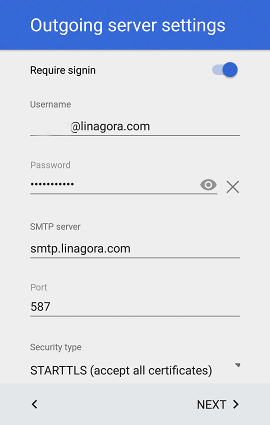 Outgoing server settings
Require signin
Username
@linagora.com
Password
•••••••••••
SMTP server
smtp.linagora.com
Port
587
Security type
STARTTLS (accept all certificates)
NEXT